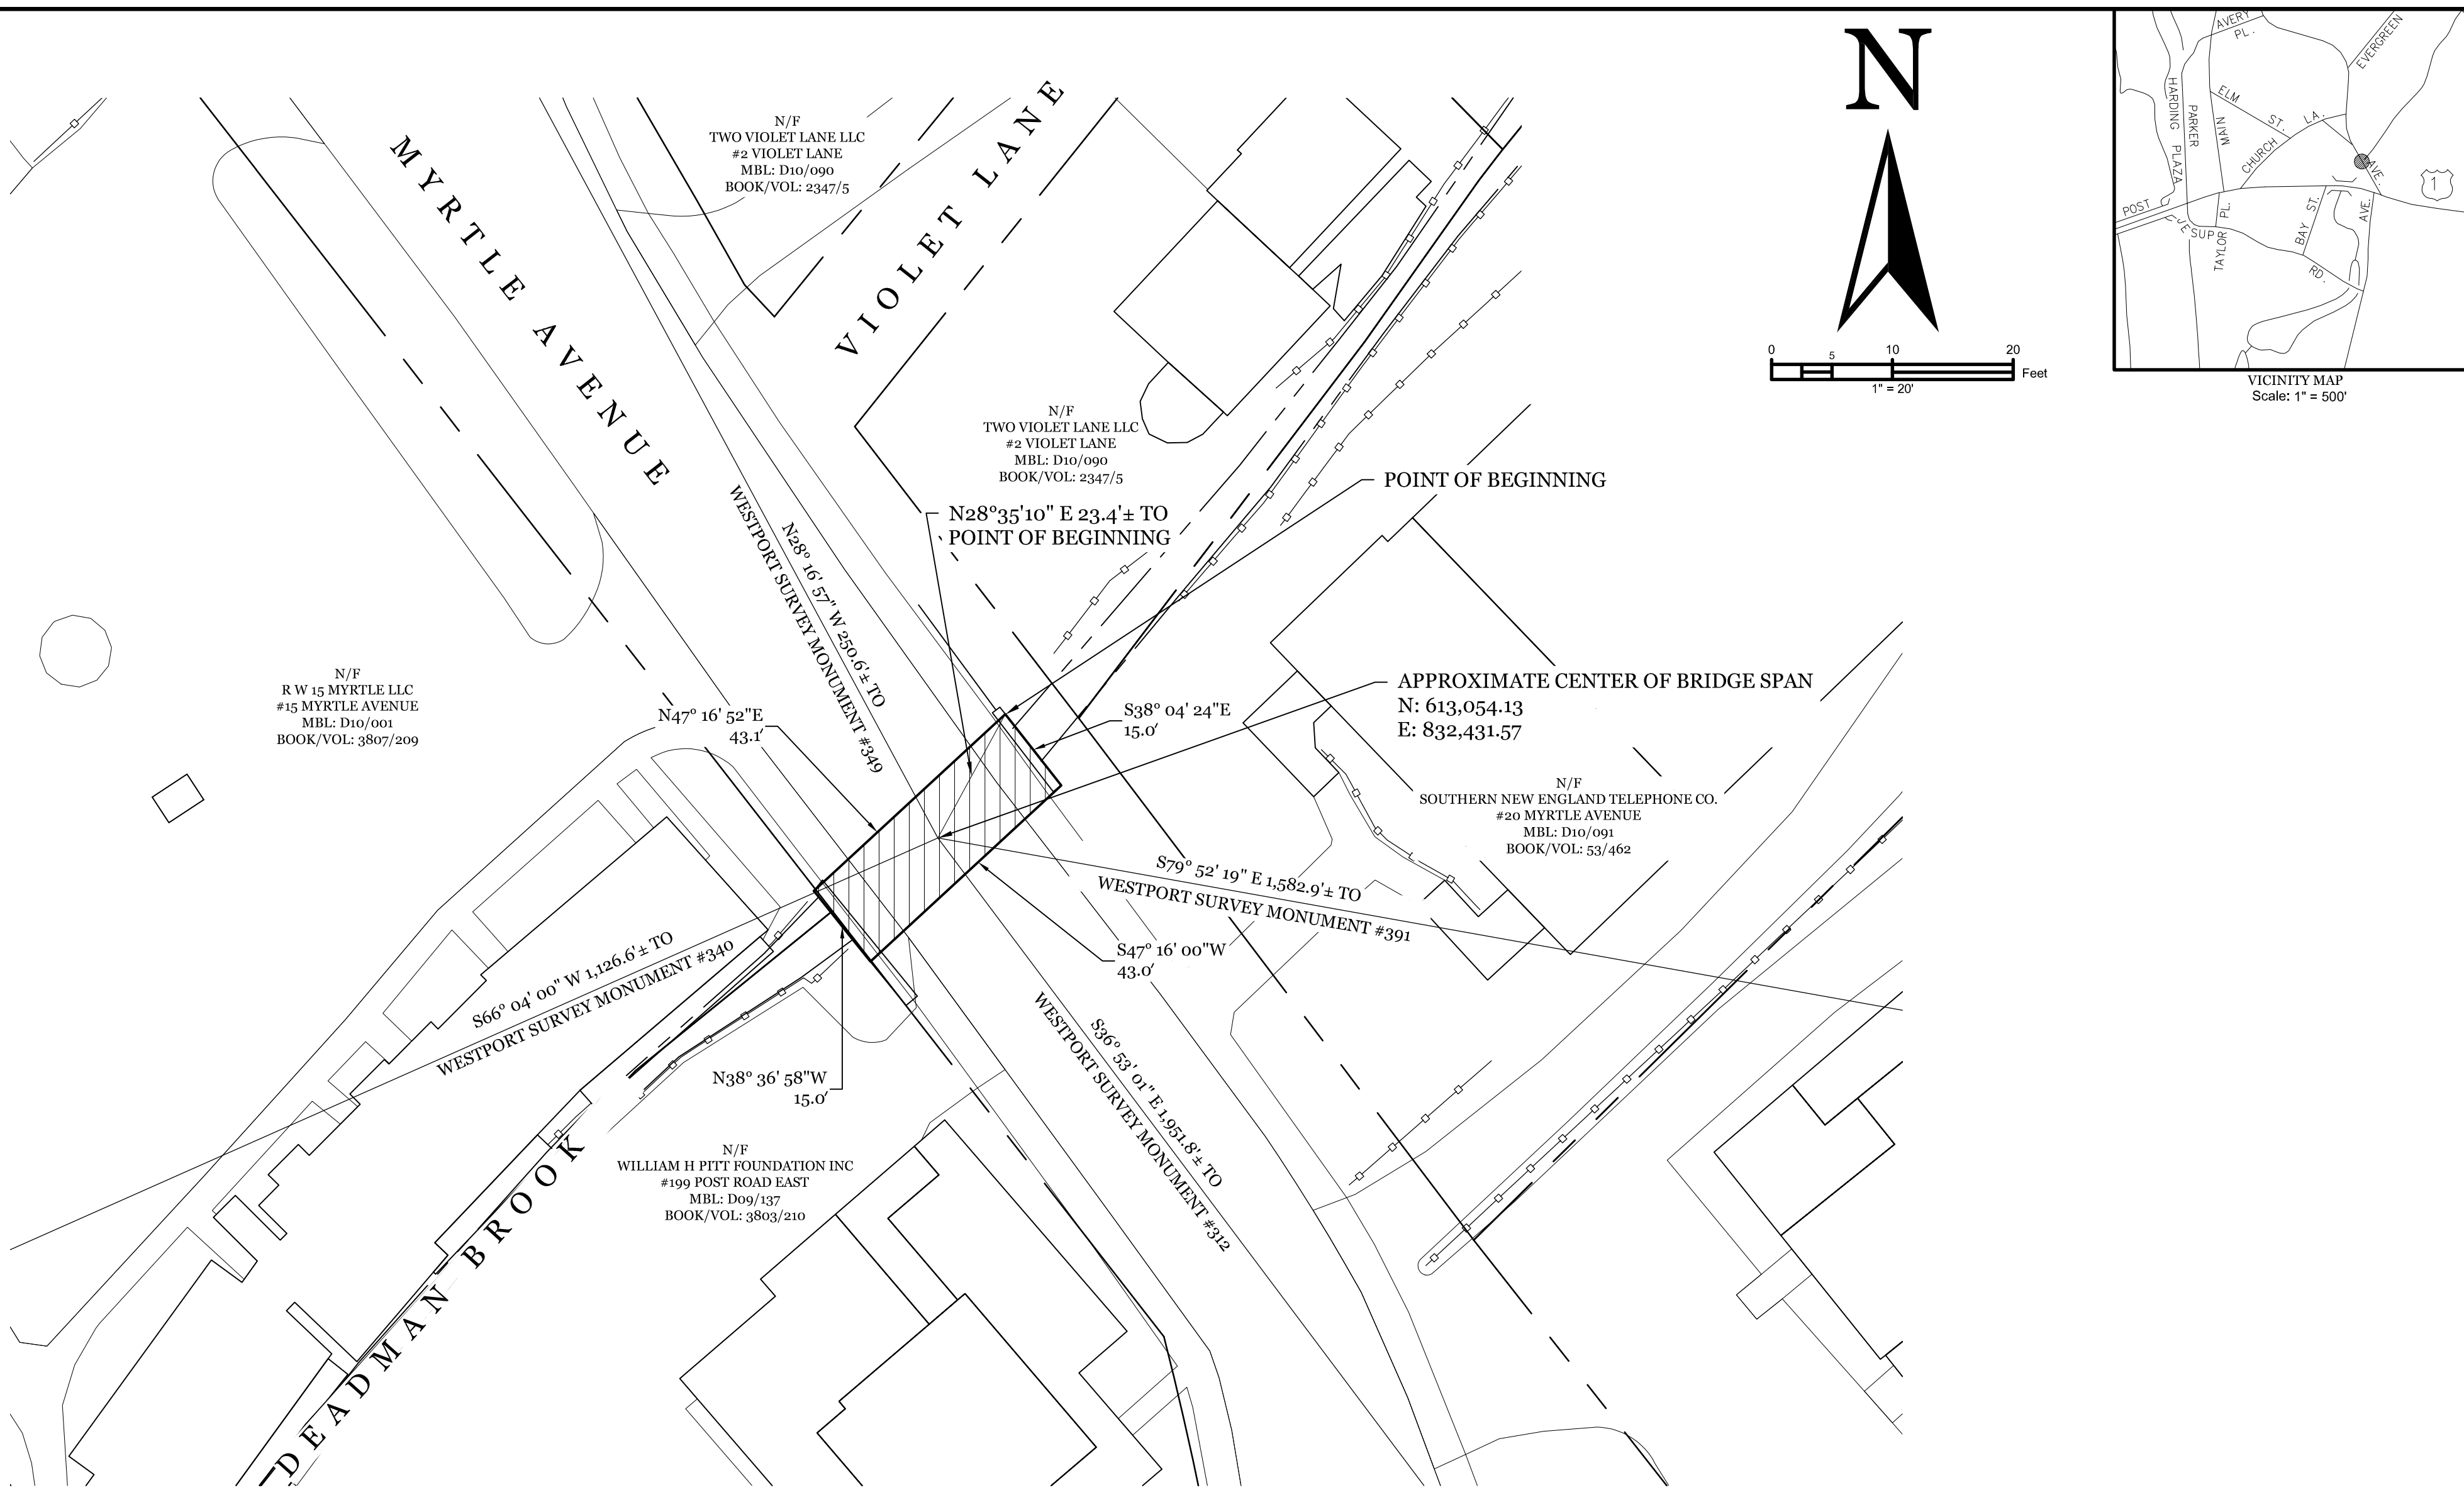 N
0
5
10
20
Feet
1" = 20'
AVERY
PL.
EVERGREEN
HARDING PLAZA
PARKER
MAIN
ELM
ST.
CHURCH
LA.
AVE.
1
POST
JESUP
TAYLOR
PL.
BAY
ST.
AVE.
RD.
VICINITY MAP
Scale: 1" = 500'
MYRTLE AVENUE
VIOLET LANE
N/F
TWO VIOLET LANE LLC
#2 VIOLET LANE
MBL: D10/090
BOOK/VOL: 2347/5
N/F
TWO VIOLET LANE LLC
#2 VIOLET LANE
MBL: D10/090
BOOK/VOL: 2347/5
POINT OF BEGINNING
N28°35'10" E 23.4'± TO
POINT OF BEGINNING
N28° 16' 57" W 250.6'± TO
WESTPORT SURVEY MONUMENT #349
N/F
R W 15 MYRTLE LLC
#15 MYRTLE AVENUE
MBL: D10/001
BOOK/VOL: 3807/209
N47° 16' 52"E
43.1'
S38° 04' 24"E
15.0'
APPROXIMATE CENTER OF BRIDGE SPAN
N: 613,054.13
E: 832,431.57
N/F
SOUTHERN NEW ENGLAND TELEPHONE CO.
#20 MYRTLE AVENUE
MBL: D10/091
BOOK/VOL: 53/462
S79° 52' 19" E 1,582.9'± TO
WESTPORT SURVEY MONUMENT #391
S66° 04' 00" W 1,126.6'± TO
WESTPORT SURVEY MONUMENT #340
S47° 16' 00"W
43.0'
S36° 53' 01" E 1,951.8'± TO
WESTPORT SURVEY MONUMENT #312
N38° 36' 58"W
15.0'
N/F
WILLIAM H PITT FOUNDATION INC
#199 POST ROAD EAST
MBL: D09/137
BOOK/VOL: 3803/210
DEADMAN BROOK